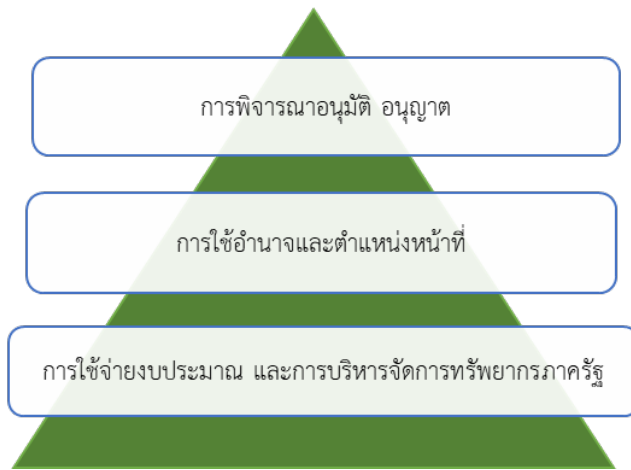 การพิจารณาอนุมัติ อนุญาต
การใช้อำนาจและตำแหน่งหน้าที่
การใช้จ่ายงบประมาณ และการบริหารจัดการทรัพยากรภาครัฐ